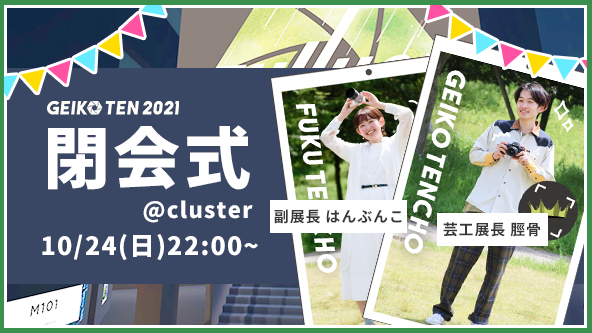 GEIKO TEN 2021
閉会式
@cluster
10/24(日)22:00~
FUKU TENCHO
副展長 はんぶんこ
GEIKO TENCHO
芸工展長 脛骨
M101